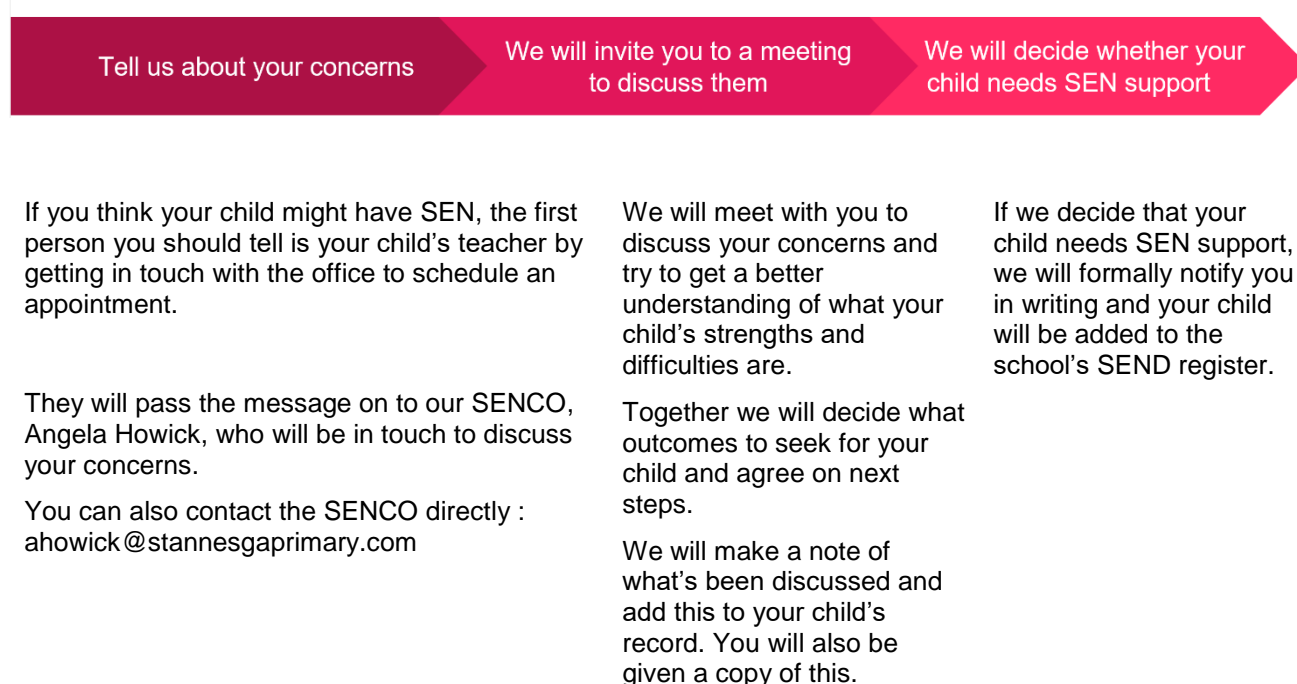 Tell us about your concerns
We will invite you to a meeting
to discuss them
We will decide whether your
child needs SEN support
If you think your child might have SEN, the first
person you should tell is your child’s teacher by
getting in touch with the office to schedule an
appointment.
They will pass the message on to our SENCO,
Angela Howick, who will be in touch to discuss
your concerns.
You can also contact the SENCO directly :
ahowick@stannesgaprimary.com
We will meet with you to
discuss your concerns and
try to get a better
understanding of what your
child’s strengths and
difficulties are.
Together we will decide what
outcomes to seek for your
child and agree on next
steps.
We will make a note of
what’s been discussed and
add this to your child’s
record. You will also be
given a copy of this.
If we decide that your
child needs SEN support,
we will formally notify you
in writing and your child
will be added to the
school’s SEND register.